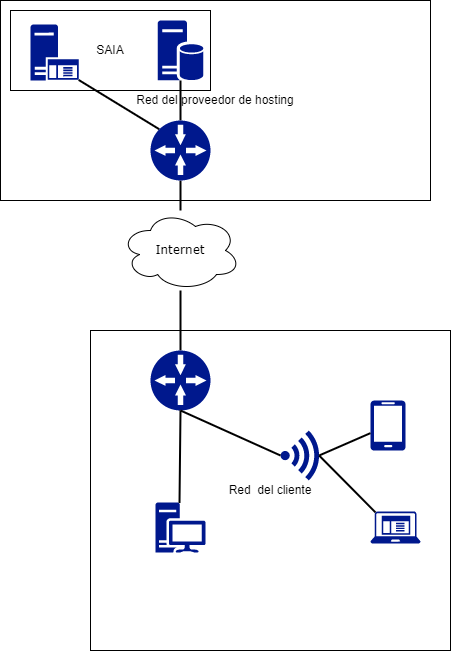 SAIA
Red del proveedor de hosting
Internet
Red del cliente